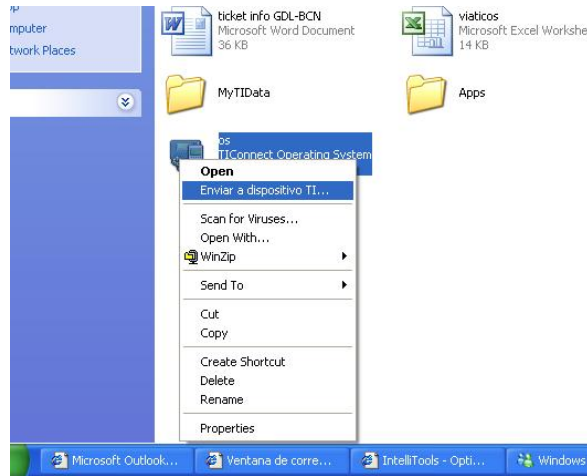 mputer
twork Places
ticket info GDL-BCN
Microsoft Word Document
36 KB
viaticos
Microsoft Excel Workshe
14 KB
MyTIData
Apps
os
TIConnect Operating System
Open
Enviar a dispositivo TI...
Scan for Viruses...
Open With...
WinZip
Send To
Cut
Copy
Create Shortcut
Delete
Rename
Properties
Microsoft Outlook...
Ventana de corre...
IntelliTools - Opti...
Windows